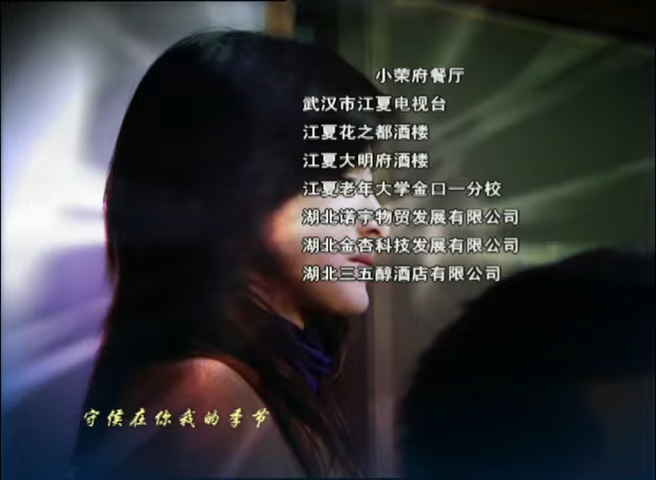 小荣府餐厅
武汉市江夏电视台
江夏花之都酒楼
江夏大明府酒楼
江夏老年大学金口一分校
湖北诺宇物贸发展有限公司
湖北金杏科技发展有限公司
湖北三五醇酒店有限公司
守侯在你我的季节